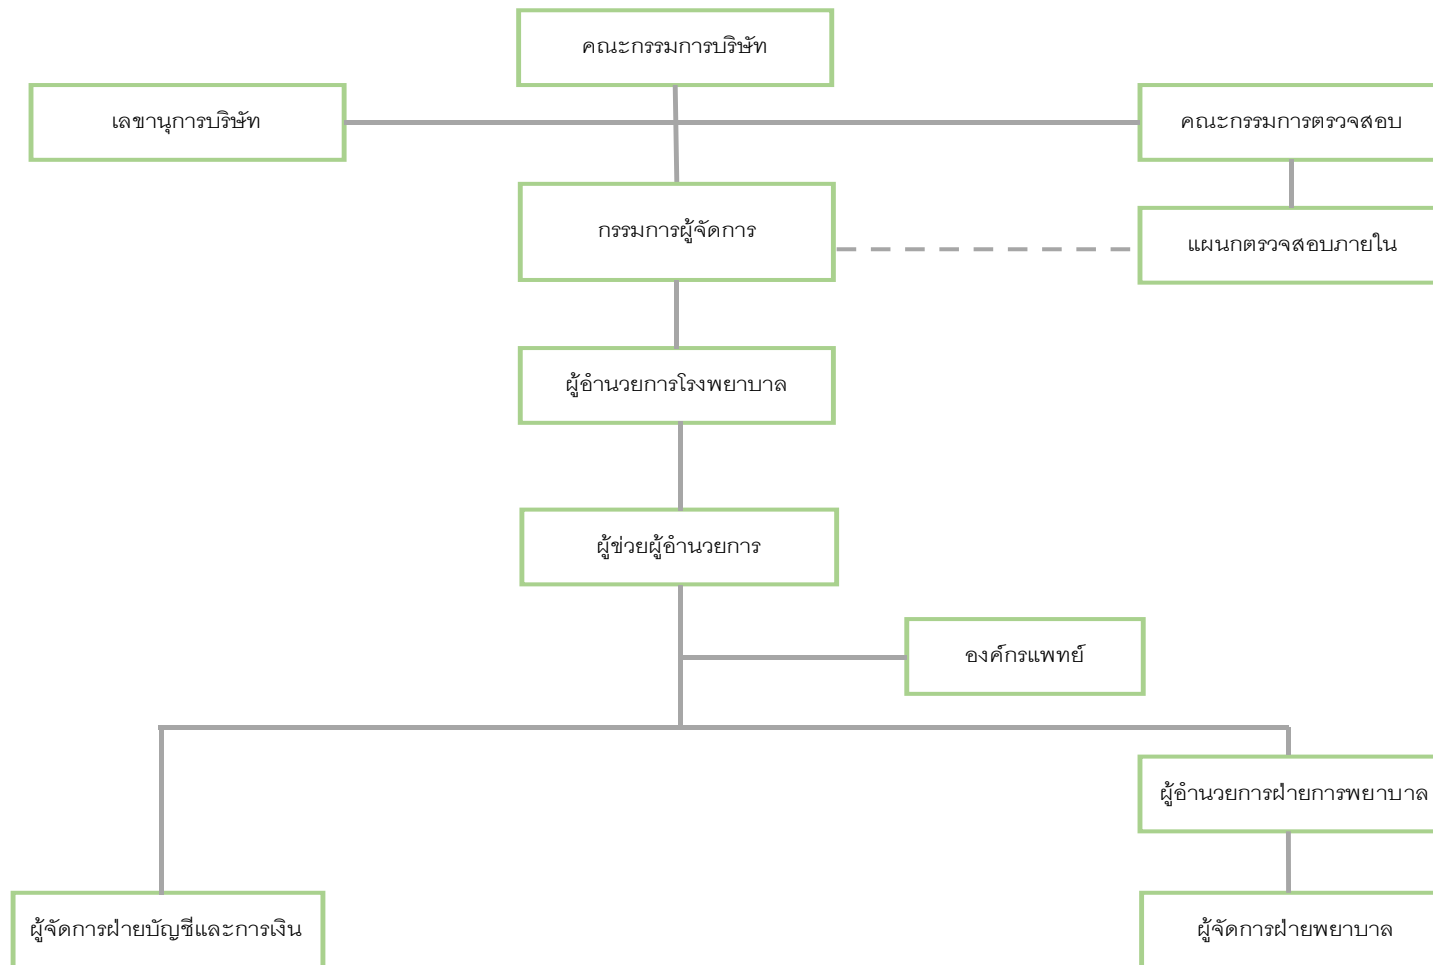 คณะกรรมการบริษัท
เลขานุการบริษัท
คณะกรรมการตรวจสอบ
กรรมการผู้จัดการ
แผนกตรวจสอบภายใน
ผู้อำนวยการโรงพยาบาล
ผู้ช่วยผู้อำนวยการ
องค์กรแพทย์
ผู้อำนวยการฝ่ายการพยาบาล
ผู้จัดการฝ่ายบัญชีและการเงิน
ผู้จัดการฝ่ายพยาบาล